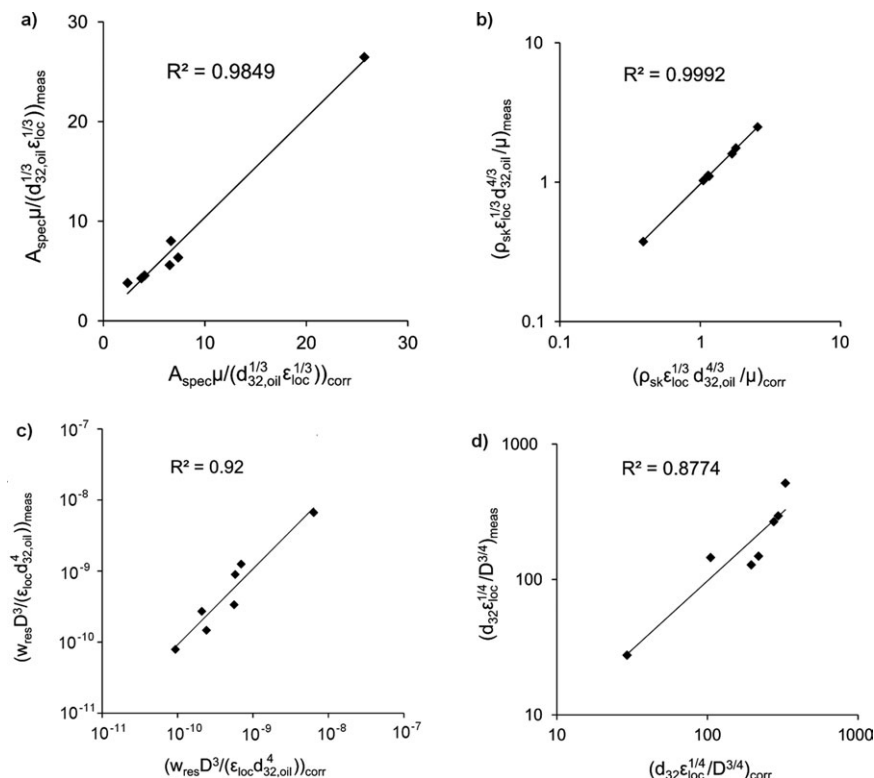 a)
30
20
10
0
R² = 0.9849
A_spec μ/(d_32,oil^1/3 ε_loc^1/3))_meas
0 10 20 30
A_spec μ/(d_32,oil^1/3 ε_loc^1/3))_corr
b)
10
1
0.1
R² = 0.9992
(ρ_sk ε_loc^1/3 d_32,oil^4/3/μ)_meas
0.1 1 10
(ρ_sk ε_loc^1/3 d_32,oil^4/3/μ)_corr
c)
10^-7
10^-8
10^-9
10^-10
10^-11
R² = 0.92
(w_res D^3/(ε_loc d_32,oil^4))_meas
10^-11 10^-10 10^-9 10^-8 10^-7
(w_res D^3/(ε_loc d_32,oil^4))_corr
d)
1000
100
10
R² = 0.8774
(d_32 ε_loc^1/4/D^3/4)_meas
10 100 1000
(d_32 ε_loc^1/4/D^3/4)_corr